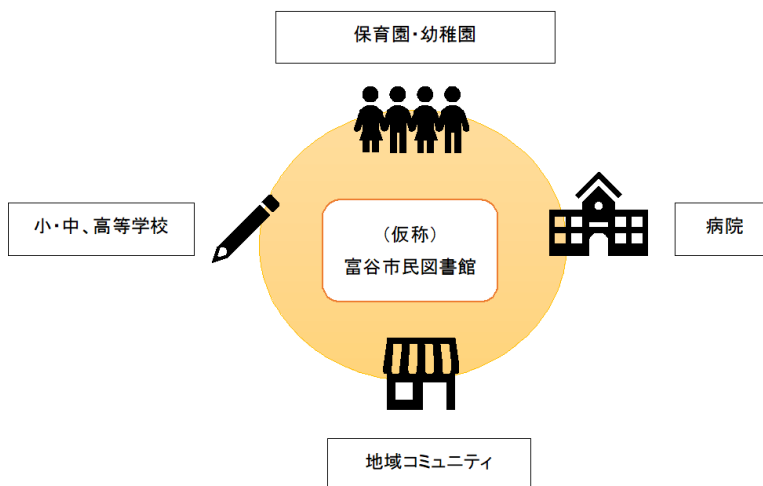 保育園・幼稚園
小・中、高等学校
（仮称）
富谷市民図書館
病院
地域コミュニティ